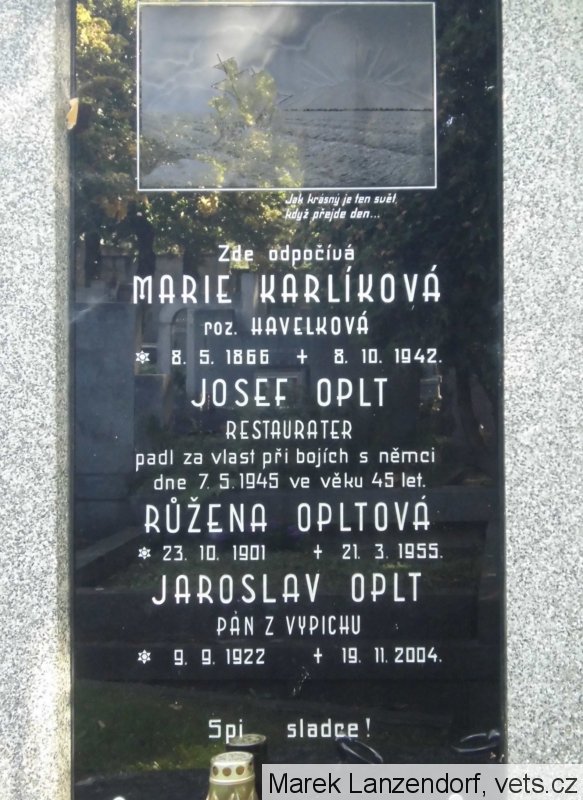 Jak krásný je ten svět,
když přejde den...
Zde odpočívá
MARIE KARLÍKOVÁ
roz. HAVELKOVÁ
✡ 8. 5. 1866 + 8. 10. 1942.
JOSEF OPLT
RESTAURATER
padl za vlast při bojích s němci
dne 7. 5. 1945 ve věku 45 let.
RŮŽENA OPLTOVÁ
✡ 23. 10. 1901 + 21. 3. 1955.
JAROSLAV OPLT
PÁN Z VYPICHU
✡ 9. 9. 1922 + 19. 11. 2004.
Spi sladce!
Marek Lanzendorf, vets.cz